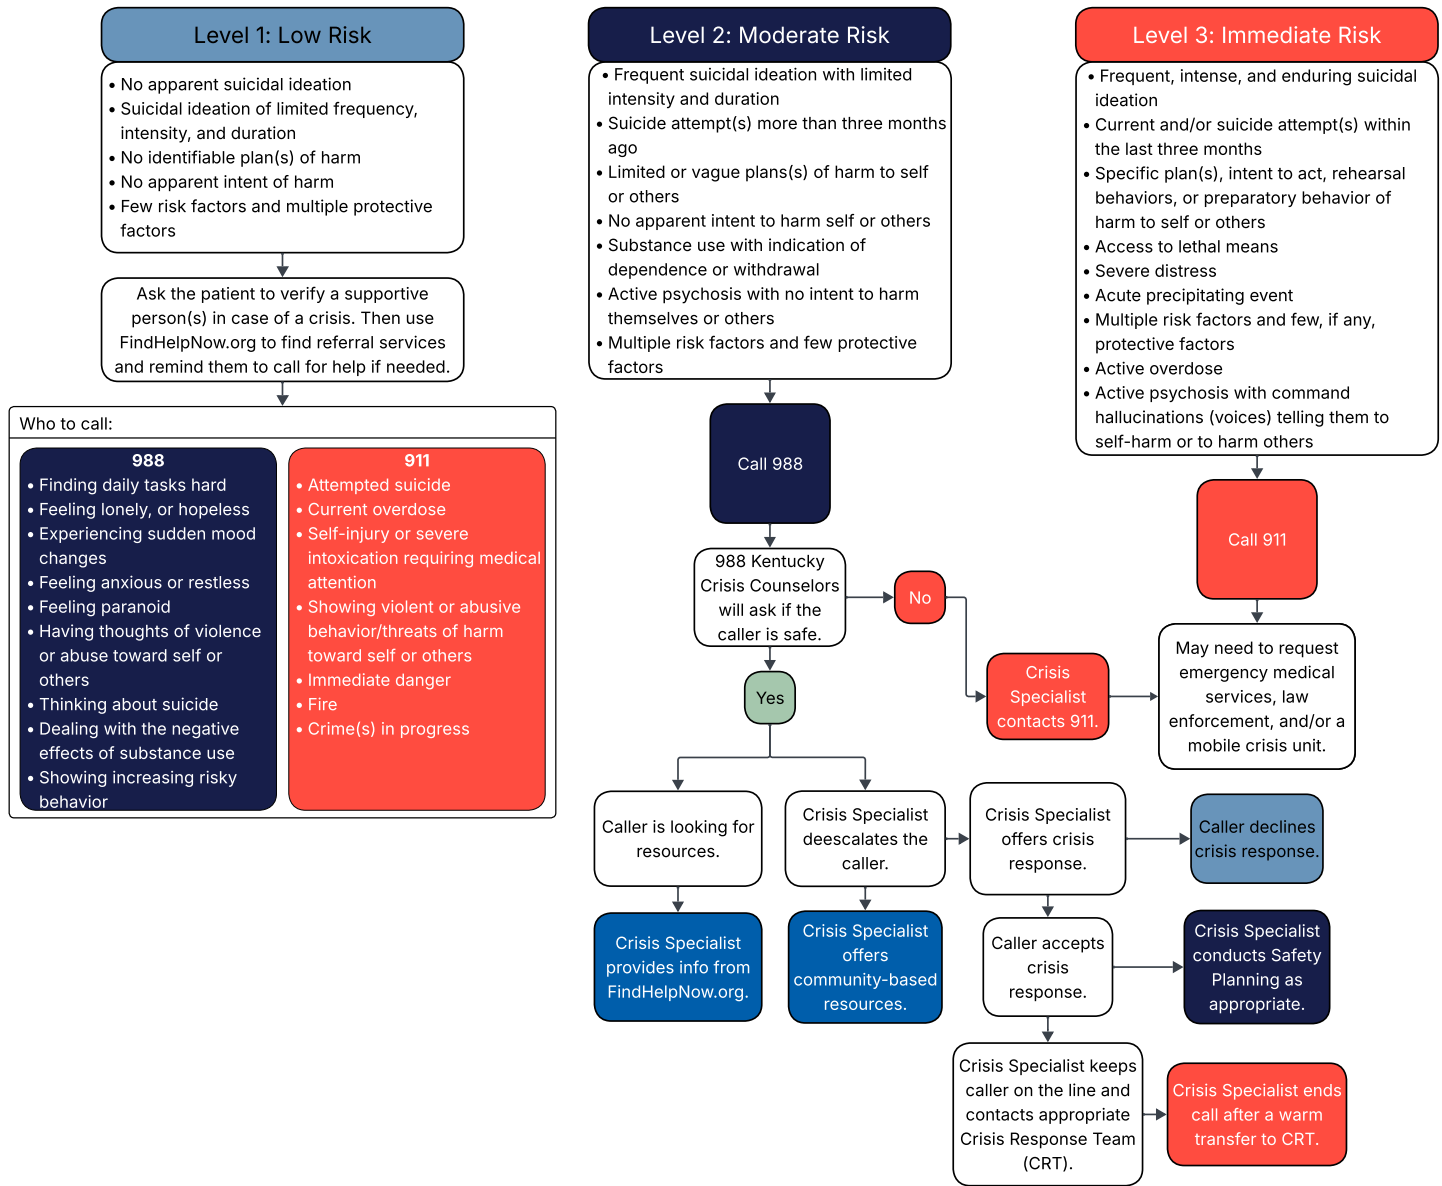 Level 1: Low Risk
• No apparent suicidal ideation
• Suicidal ideation of limited frequency,
intensity, and duration
• No identifiable plan(s) of harm
• No apparent intent of harm
• Few risk factors and multiple protective
factors
Ask the patient to verify a supportive
person(s) in case of a crisis. Then use
FindHelpNow.org to find referral services
and remind them to call for help if needed.
Who to call:
988
• Finding daily tasks hard
• Feeling lonely, or hopeless
• Experiencing sudden mood
changes
• Feeling anxious or restless
• Feeling paranoid
• Having thoughts of violence
or abuse toward self or
others
• Thinking about suicide
• Dealing with the negative
effects of substance use
• Showing increasing risky
behavior
911
• Attempted suicide
• Current overdose
• Self-injury or severe
intoxication requiring medical
attention
• Showing violent or abusive
behavior/threats of harm
toward self or others
• Immediate danger
• Fire
• Crime(s) in progress
Level 2: Moderate Risk
• Frequent suicidal ideation with limited
intensity and duration
• Suicide attempt(s) more than three months
ago
• Limited or vague plans(s) of harm to self
or others
• No apparent intent to harm self or others
• Substance use with indication of
dependence or withdrawal
• Active psychosis with no intent to harm
themselves or others
• Multiple risk factors and few protective
factors
Call 988
988 Kentucky
Crisis Counselors
will ask if the
caller is safe.
No
Crisis
Specialist
contacts 911.
Yes
Caller is looking for
resources.
Crisis Specialist
provides info from
FindHelpNow.org.
Crisis Specialist
deescalates the
caller.
Crisis Specialist
offers
community-based
resources.
Crisis Specialist
offers crisis
response.
Caller declines
crisis response.
Caller accepts
crisis
response.
Crisis Specialist
conducts Safety
Planning as
appropriate.
Crisis Specialist keeps
caller on the line and
contacts appropriate
Crisis Response Team
(CRT).
Crisis Specialist ends
call after a warm
transfer to CRT.
Level 3: Immediate Risk
• Frequent, intense, and enduring suicidal
ideation
• Current and/or suicide attempt(s) within
the last three months
• Specific plan(s), intent to act, rehearsal
behaviors, or preparatory behavior of
harm to self or others
• Access to lethal means
• Severe distress
• Acute precipitating event
• Multiple risk factors and few, if any,
protective factors
• Active overdose
• Active psychosis with command
hallucinations (voices) telling them to
self-harm or to harm others
Call 911
May need to request
emergency medical
services, law
enforcement, and/or a
mobile crisis unit.